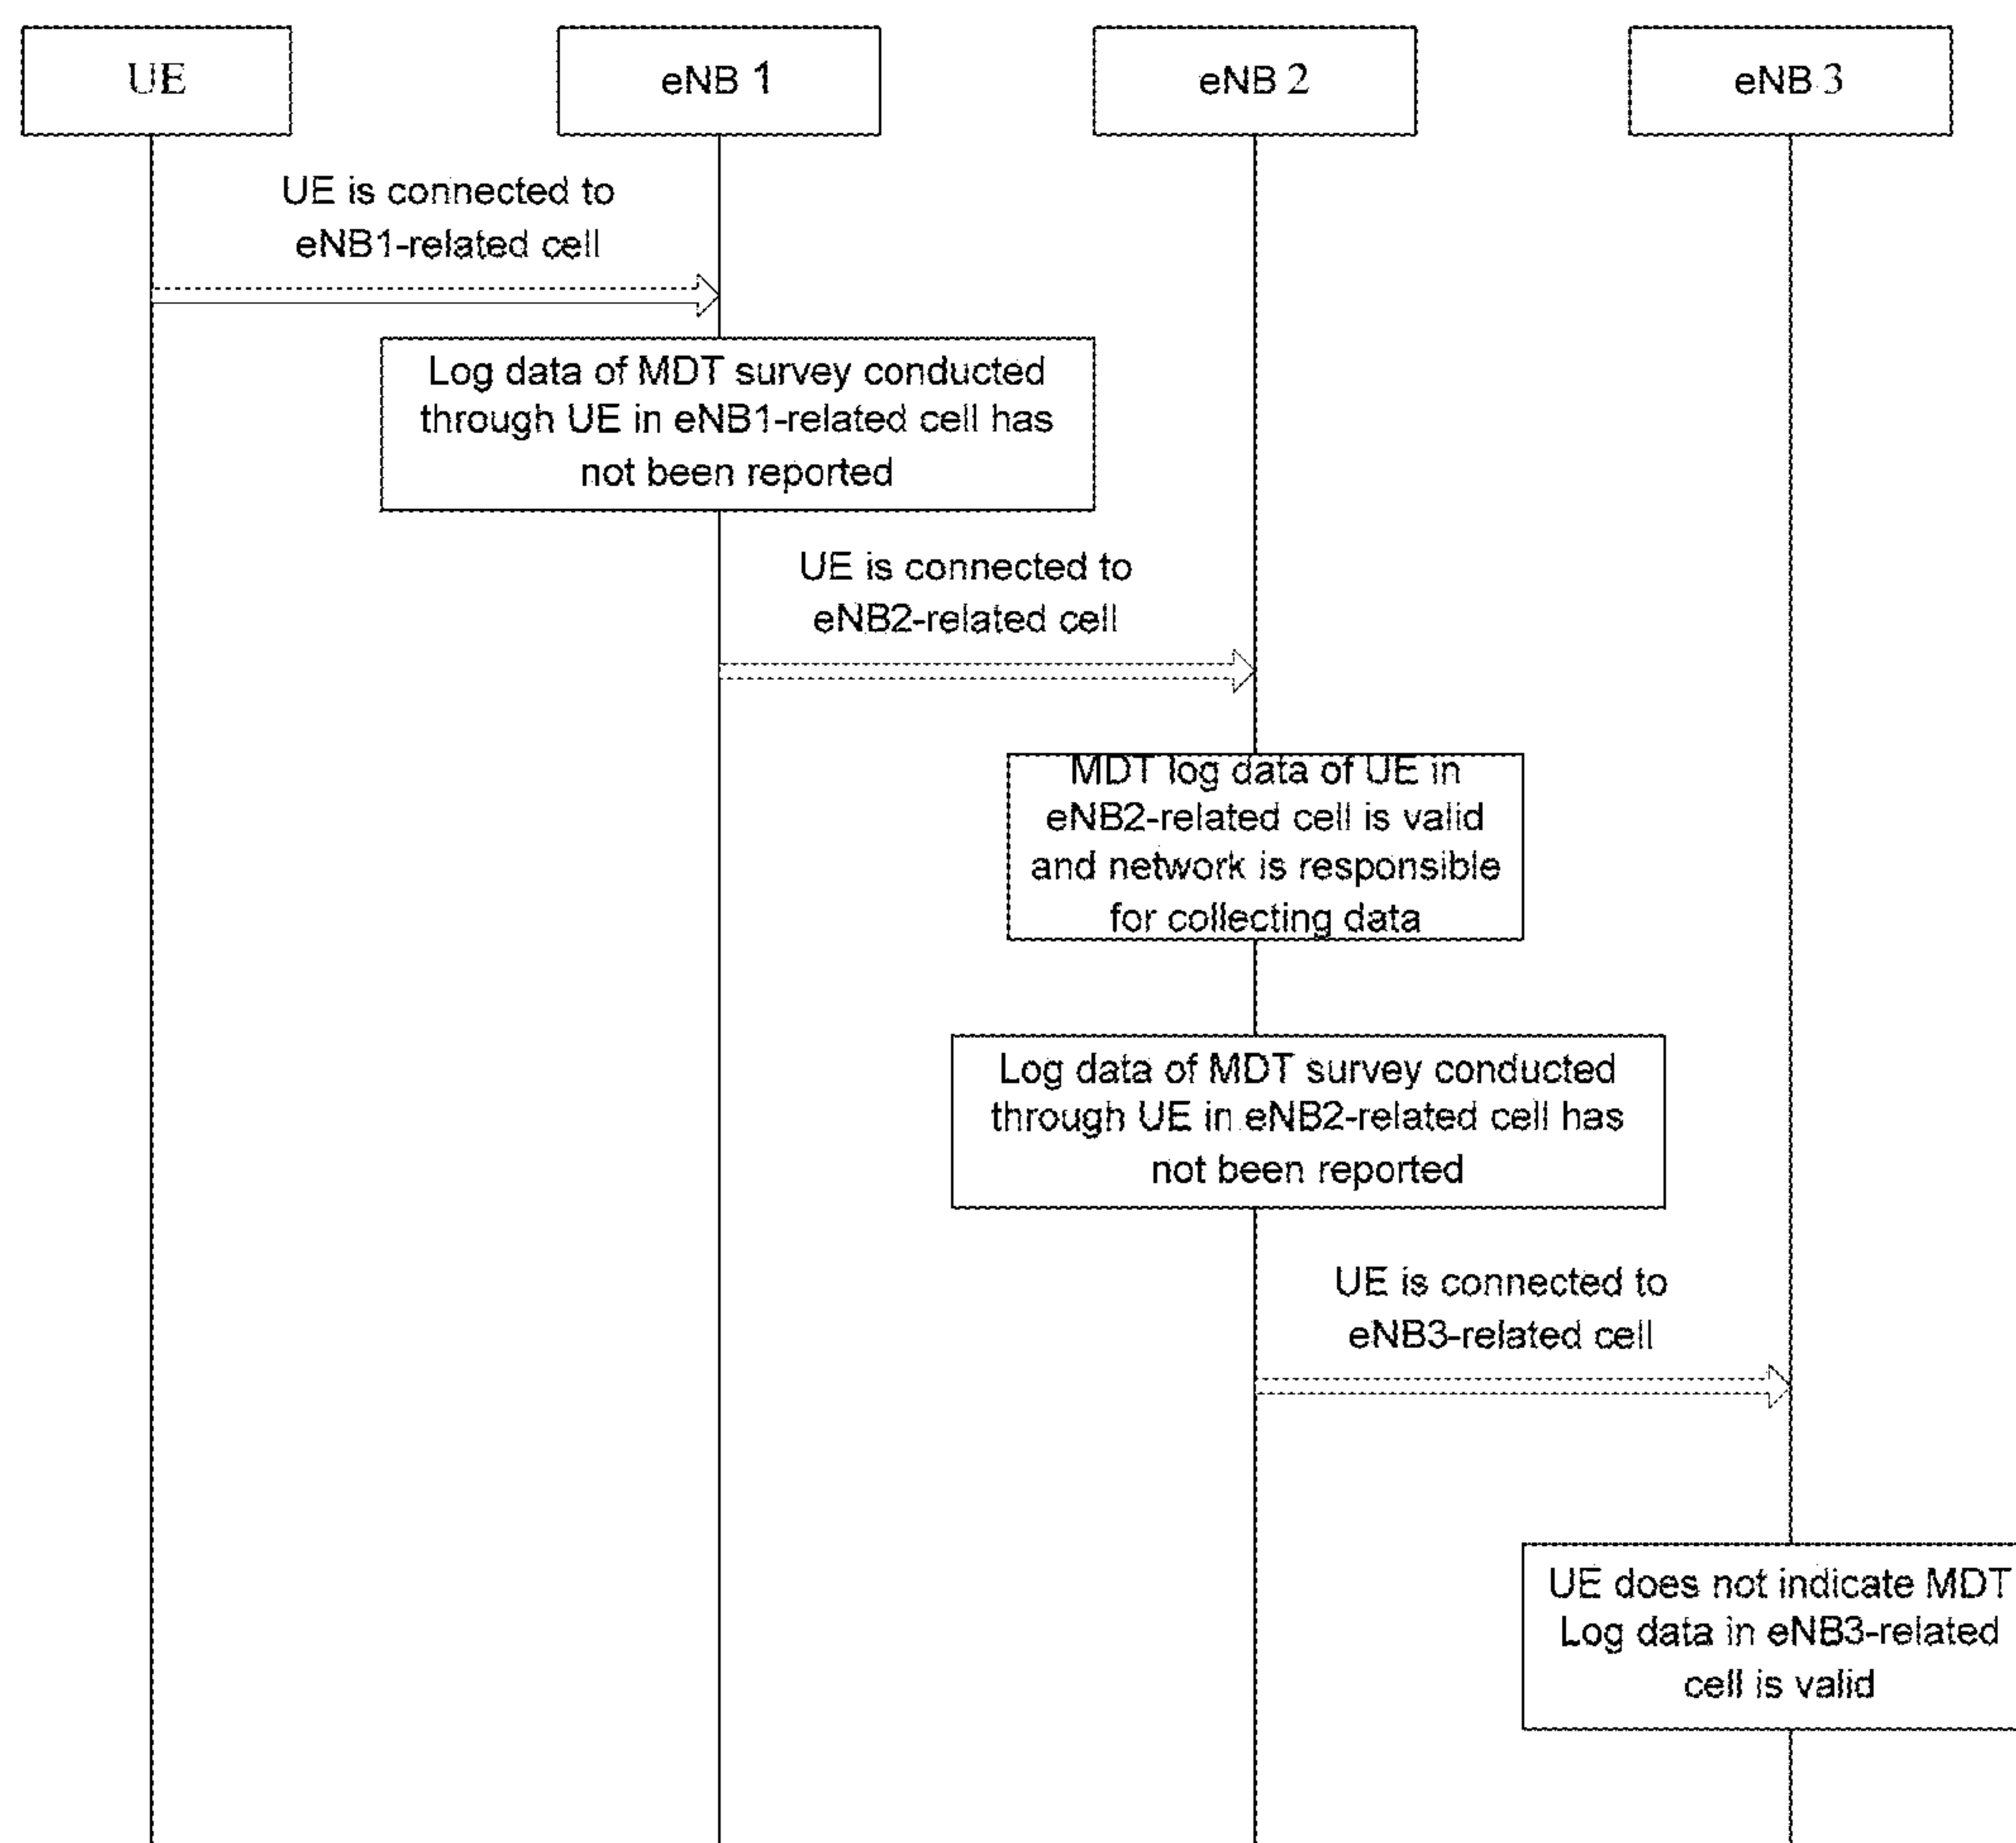 UE
eNB 1
eNB 2
eNB 3
UE is connected to
eNB1-related cell
Log data of MDT survey conducted
through UE in eNB1-related cell has
not been reported
UE is connected to
eNB2-related cell
MDT log data of UE in
eNB2-related cell is valid
and network is responsible
for collecting data
Log data of MDT survey conducted
through UE in eNB2-related cell has
not been reported
UE is connected to
eNB3-related cell
UE does not indicate MDT
Log data in eNB3-related
cell is valid